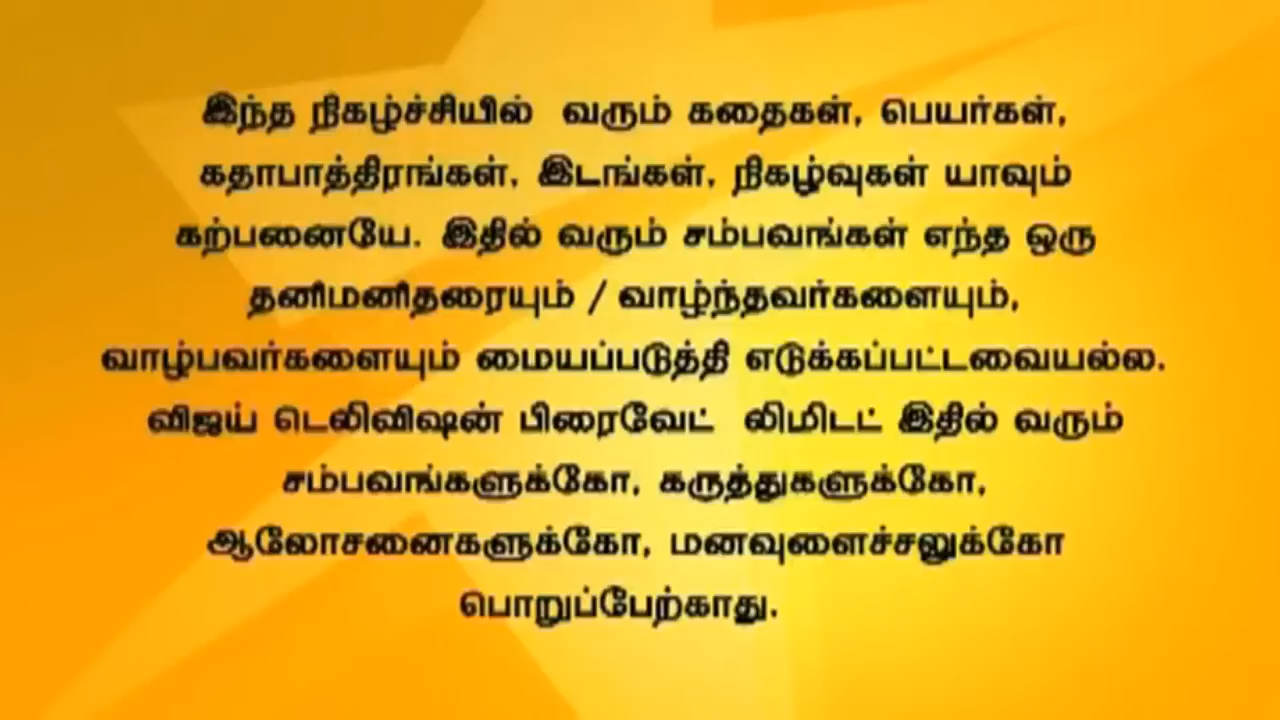 இந்த நிகழ்ச்சியில் வரும் கதைகள், பெயர்கள்,
கதாபாத்திரங்கள், இடங்கள், நிகழ்வுகள் யாவும்
கற்பனையே. இதில் வரும் சம்பவங்கள் எந்த ஒரு
தனிமனிதரையும் / வாழ்ந்தவர்களையும்,
வாழ்பவர்களையும் மையப்படுத்தி எடுக்கப்பட்டவையல்ல.
விஜய் டெலிவிஷன் பிரைவேட் லிமிடட் இதில் வரும்
சம்பவங்களுக்கோ, கருத்துகளுக்கோ,
ஆலோசனைகளுக்கோ, மனவுளைச்சலுக்கோ
பொறுப்பேற்காது.